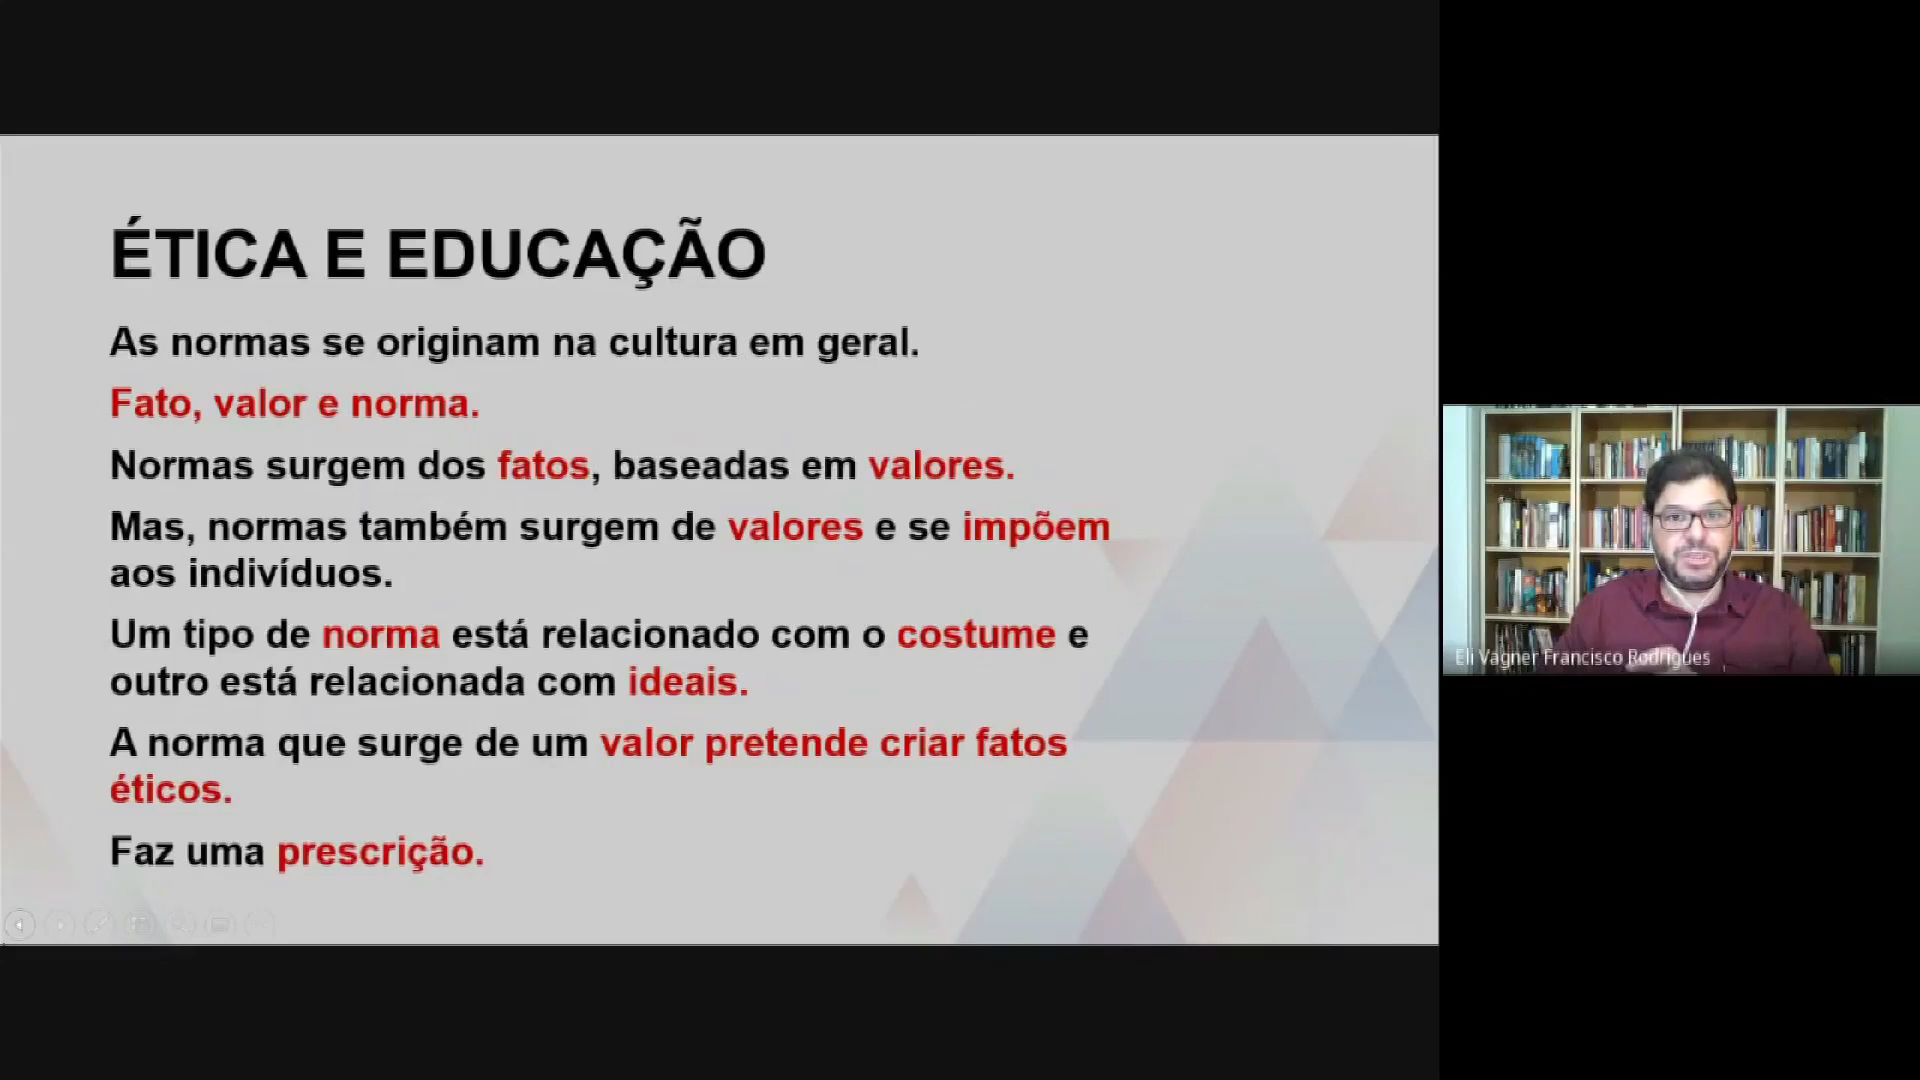 ÉTICA E EDUCAÇÃO
As normas se originam na cultura em geral.
Fato, valor e norma.
Normas surgem dos fatos, baseadas em valores.
Mas, normas também surgem de valores e se impõem
aos indivíduos.
Um tipo de norma está relacionado com o costume e
outro está relacionada com ideais.
A norma que surge de um valor pretende criar fatos
éticos.
Faz uma prescrição.
Eli Vagner Francisco Rodrigues